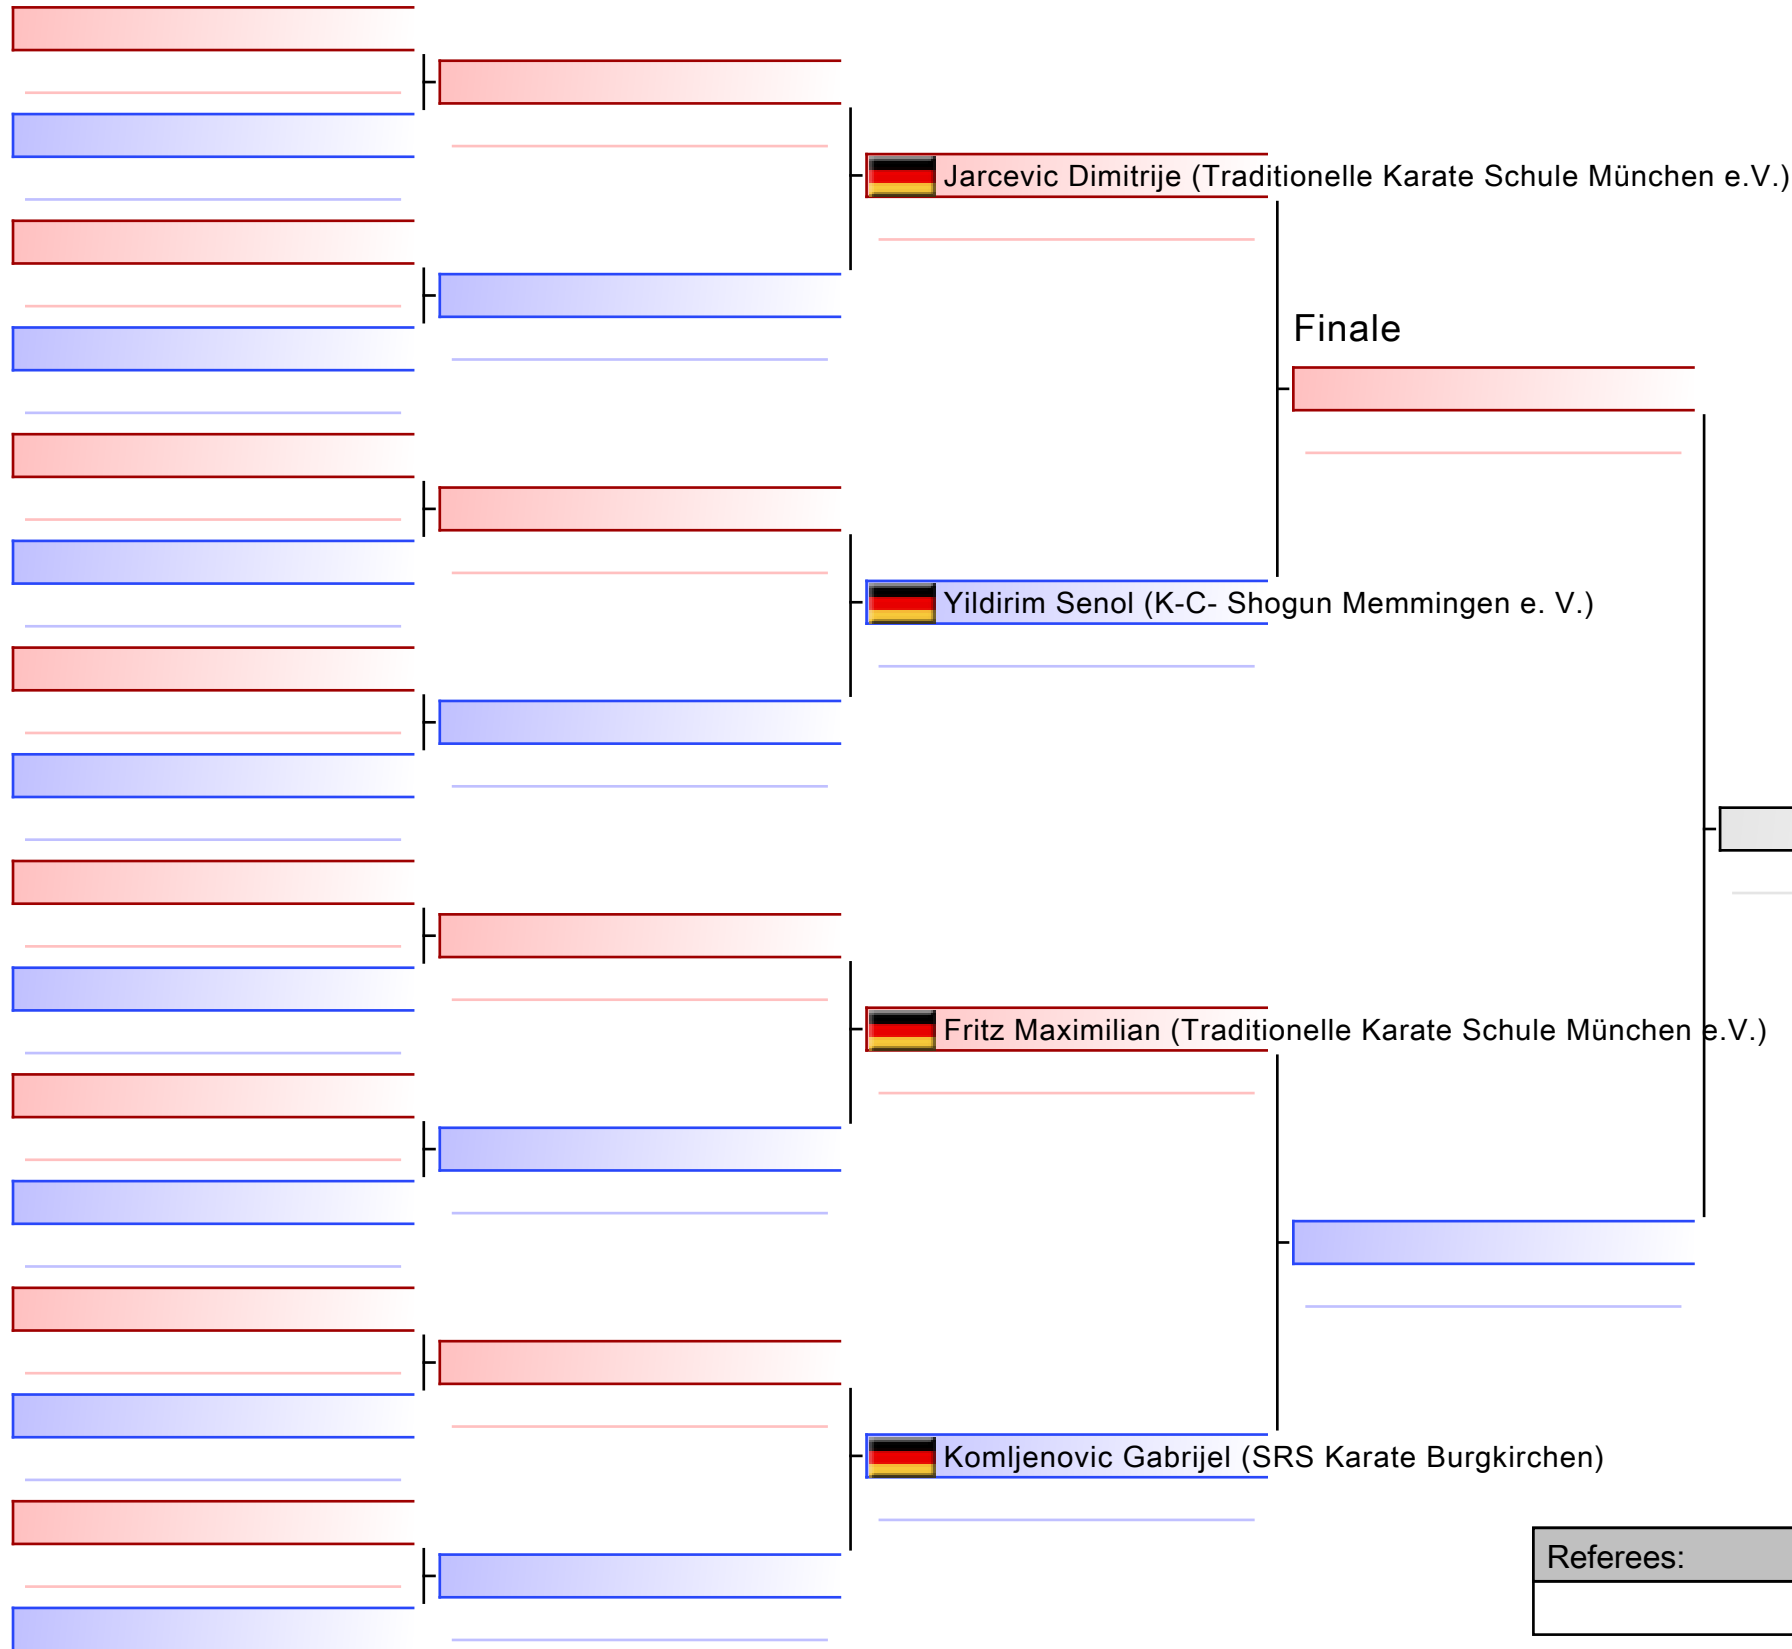 Jarcevic Dimitrije (Traditionelle Karate Schule München e.V.)
Finale
Yildirim Senol (K-C- Shogun Memmingen e. V.)
Fritz Maximilian (Traditionelle Karate Schule München e.V.)
Komljenovic Gabrijel (SRS Karate Burgkirchen)
Referees: